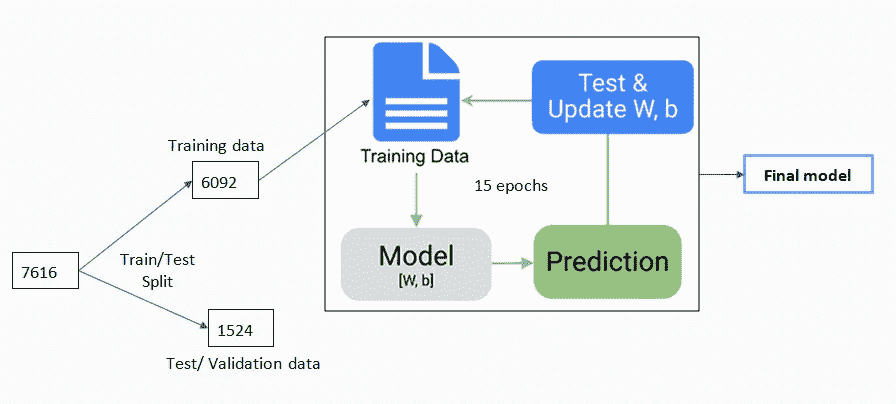 Training data
6092
7616
Train/Test
Split
1524
Test/ Validation data
Training Data
Test &
Update W, b
15 epochs
Model
[W, b]
Prediction
Final model